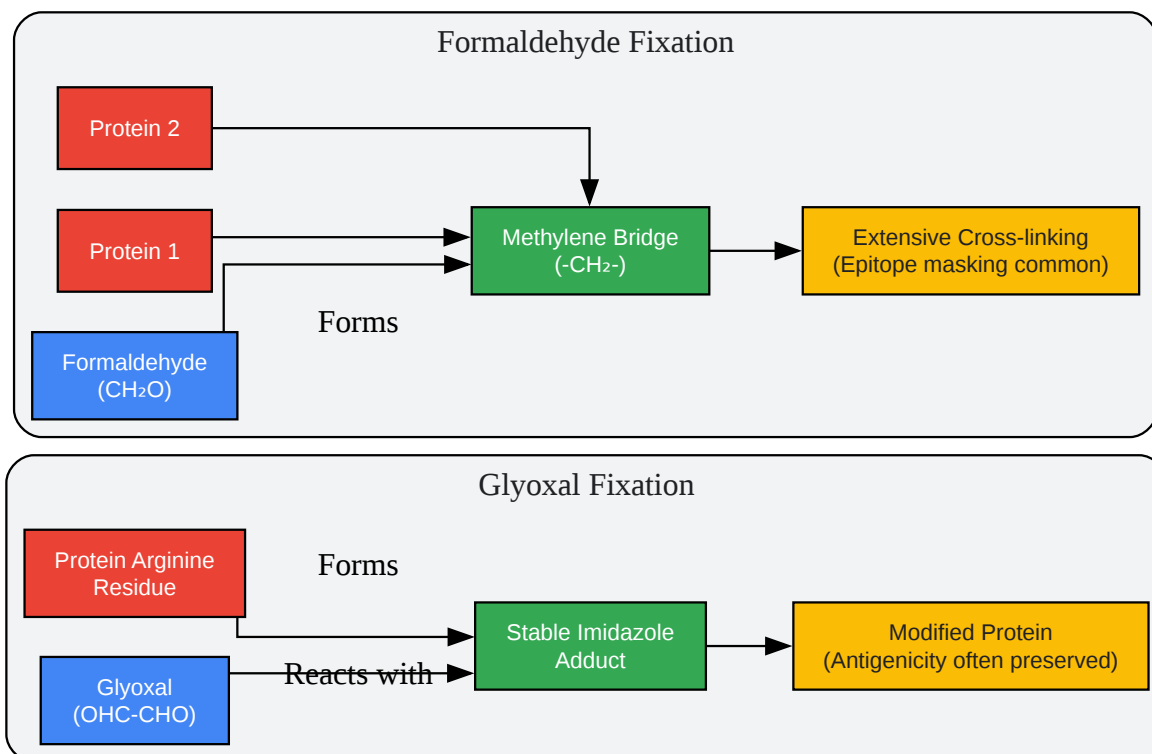 Formaldehyde Fixation
Protein 2
Protein 1
Methylene Bridge
(-CH₂-)
Extensive Cross-linking
(Epitope masking common)
Forms
Formaldehyde
(CH₂O)
Glyoxal Fixation
Protein Arginine
Residue
Forms
Stable Imidazole
Adduct
Modified Protein
(Antigenicity often preserved)
Reacts with
Glyoxal
(OHC-CHO)